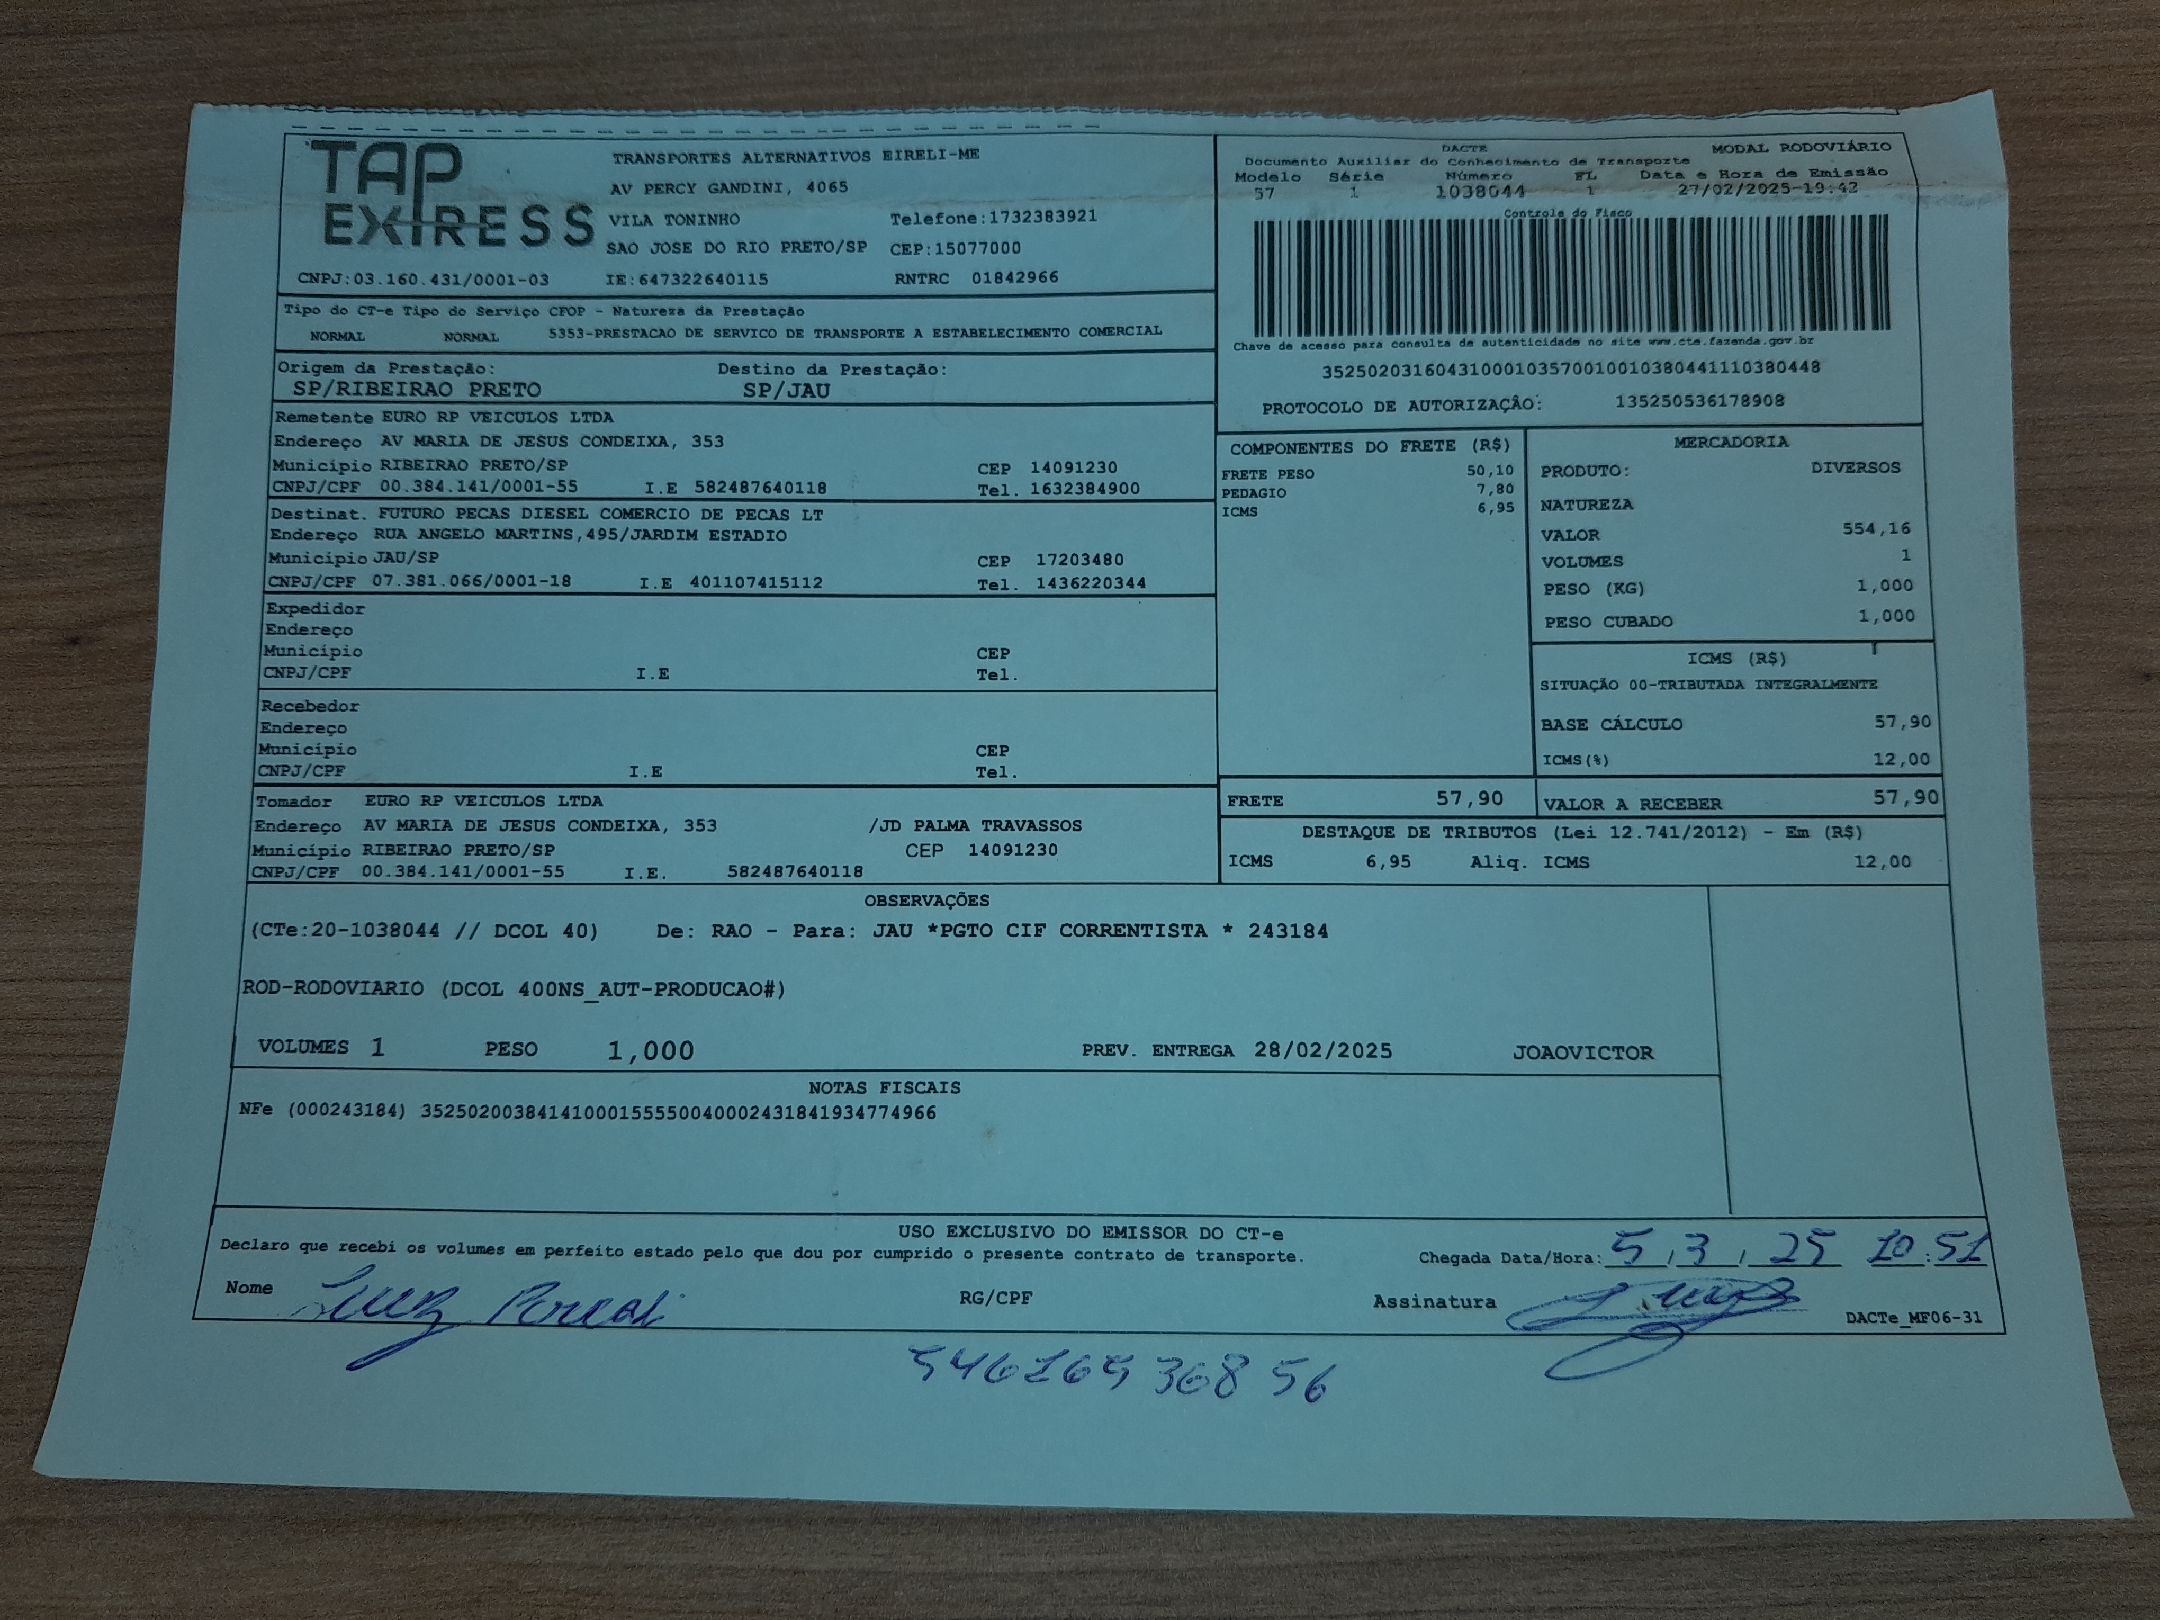 TAP
EXPRESS
TRANSPORTES ALTERNATIVOS EIRELI-ME
AV PERCY GANDINI, 4065
VILA TONINHO Telefone:1732383921
SAO JOSE DO RIO PRETO/SP CEP:15077000
CNPJ:03.160.431/0001-03 IE:647322640115 RNTRC 01842966
DACTE MODAL RODOVIÁRIO
Documento Auxiliar do Conhecimento de Transporte
Modelo Série Número FL Data e Hora de Emissão
57 1 1038044 1 27/02/2025-19:42
Controle do Fisco
Chave de acesso para consulta de autenticidade no site www.cte.fazenda.gov.br
35250203160431000103570010010380441110380448
PROTOCOLO DE AUTORIZAÇÂO: 135250536178908
Tipo do CT-e Tipo do Serviço CFOP - Natureza da Prestação
NORMAL NORMAL 5353-PRESTACAO DE SERVICO DE TRANSPORTE A ESTABELECIMENTO COMERCIAL
Origem da Prestação: Destino da Prestação:
SP/RIBEIRAO PRETO SP/JAU
Remetente EURO RP VEICULOS LTDA
Endereço AV MARIA DE JESUS CONDEIXA, 353
Município RIBEIRAO PRETO/SP CEP 14091230
CNPJ/CPF 00.384.141/0001-55 I.E 582487640118 Tel. 1632384900
Destinat. FUTURO PECAS DIESEL COMERCIO DE PECAS LT
Endereço RUA ANGELO MARTINS,495/JARDIM ESTADIO
Município JAU/SP CEP 17203480
CNPJ/CPF 07.381.066/0001-18 I.E 401107415112 Tel. 1436220344
Expedidor
Endereço
Município CEP
CNPJ/CPF I.E Tel.
Recebedor
Endereço
Município CEP
CNPJ/CPF I.E Tel.
Tomador EURO RP VEICULOS LTDA
Endereço AV MARIA DE JESUS CONDEIXA, 353 /JD PALMA TRAVASSOS
Município RIBEIRAO PRETO/SP CEP 14091230
CNPJ/CPF 00.384.141/0001-55 I.E. 582487640118
COMPONENTES DO FRETE (R$)
FRETE PESO 50,10
PEDAGIO 7,80
ICMS 6,95
MERCADORIA
PRODUTO: DIVERSOS
NATUREZA
VALOR 554,16
VOLUMES 1
PESO (KG) 1,000
PESO CUBADO 1,000
ICMS (R$)
SITUAÇÃO 00-TRIBUTADA INTEGRALMENTE
BASE CÁLCULO 57,90
ICMS(%) 12,00
FRETE 57,90 VALOR A RECEBER 57,90
DESTAQUE DE TRIBUTOS (Lei 12.741/2012) - Em (R$)
ICMS 6,95 Aliq. ICMS 12,00
OBSERVAÇÕES
(CTe:20-1038044 // DCOL 40) De: RAO - Para: JAU *PGTO CIF CORRENTISTA * 243184
ROD-RODOVIARIO (DCOL 400NS_AUT-PRODUCAO#)
VOLUMES 1 PESO 1,000 PREV. ENTREGA 28/02/2025 JOAOVICTOR
NOTAS FISCAIS
NFe (000243184) 35250200384141000155550040002431841934774966
USO EXCLUSIVO DO EMISSOR DO CT-e
Declaro que recebi os volumes em perfeito estado pelo que dou por cumprido o presente contrato de transporte. Chegada Data/Hora: 5/3/25 10:51
Nome Luiz RG/CPF Assinatura DACTe_MF06-31
546165 368 56